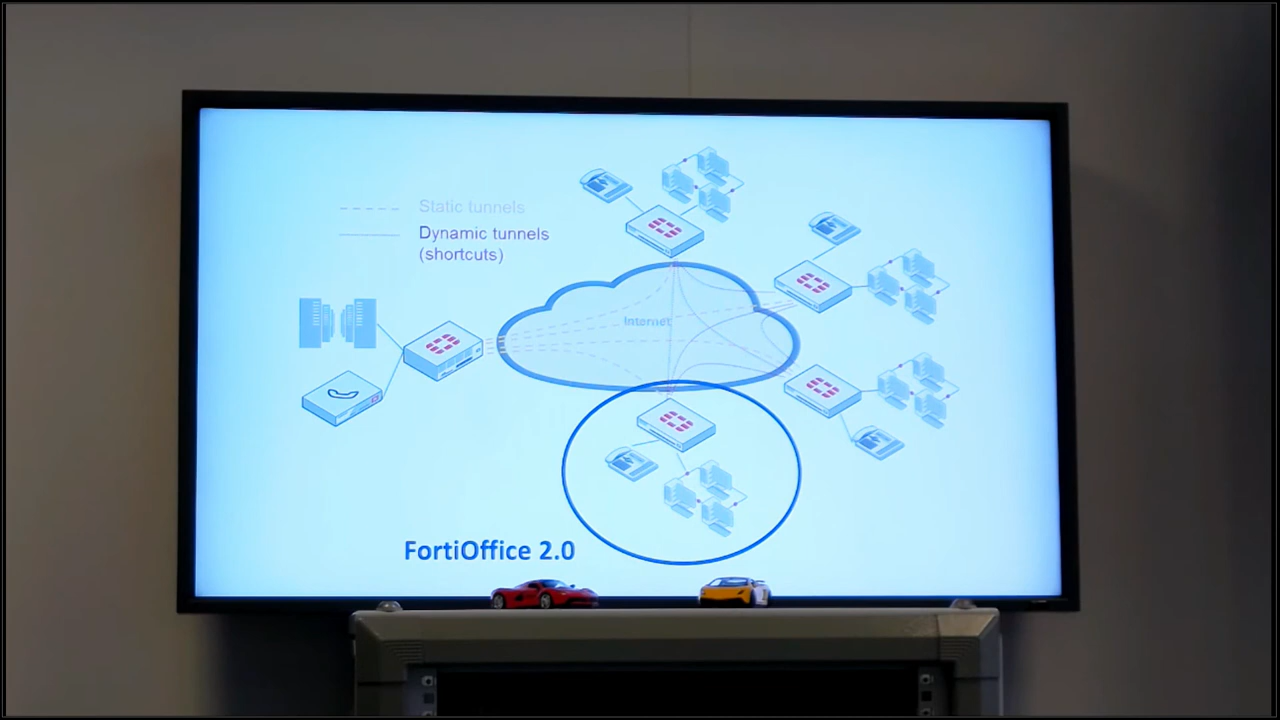 Static tunnels
Dynamic tunnels
(shortcuts)
Internet
FortiOffice 2.0